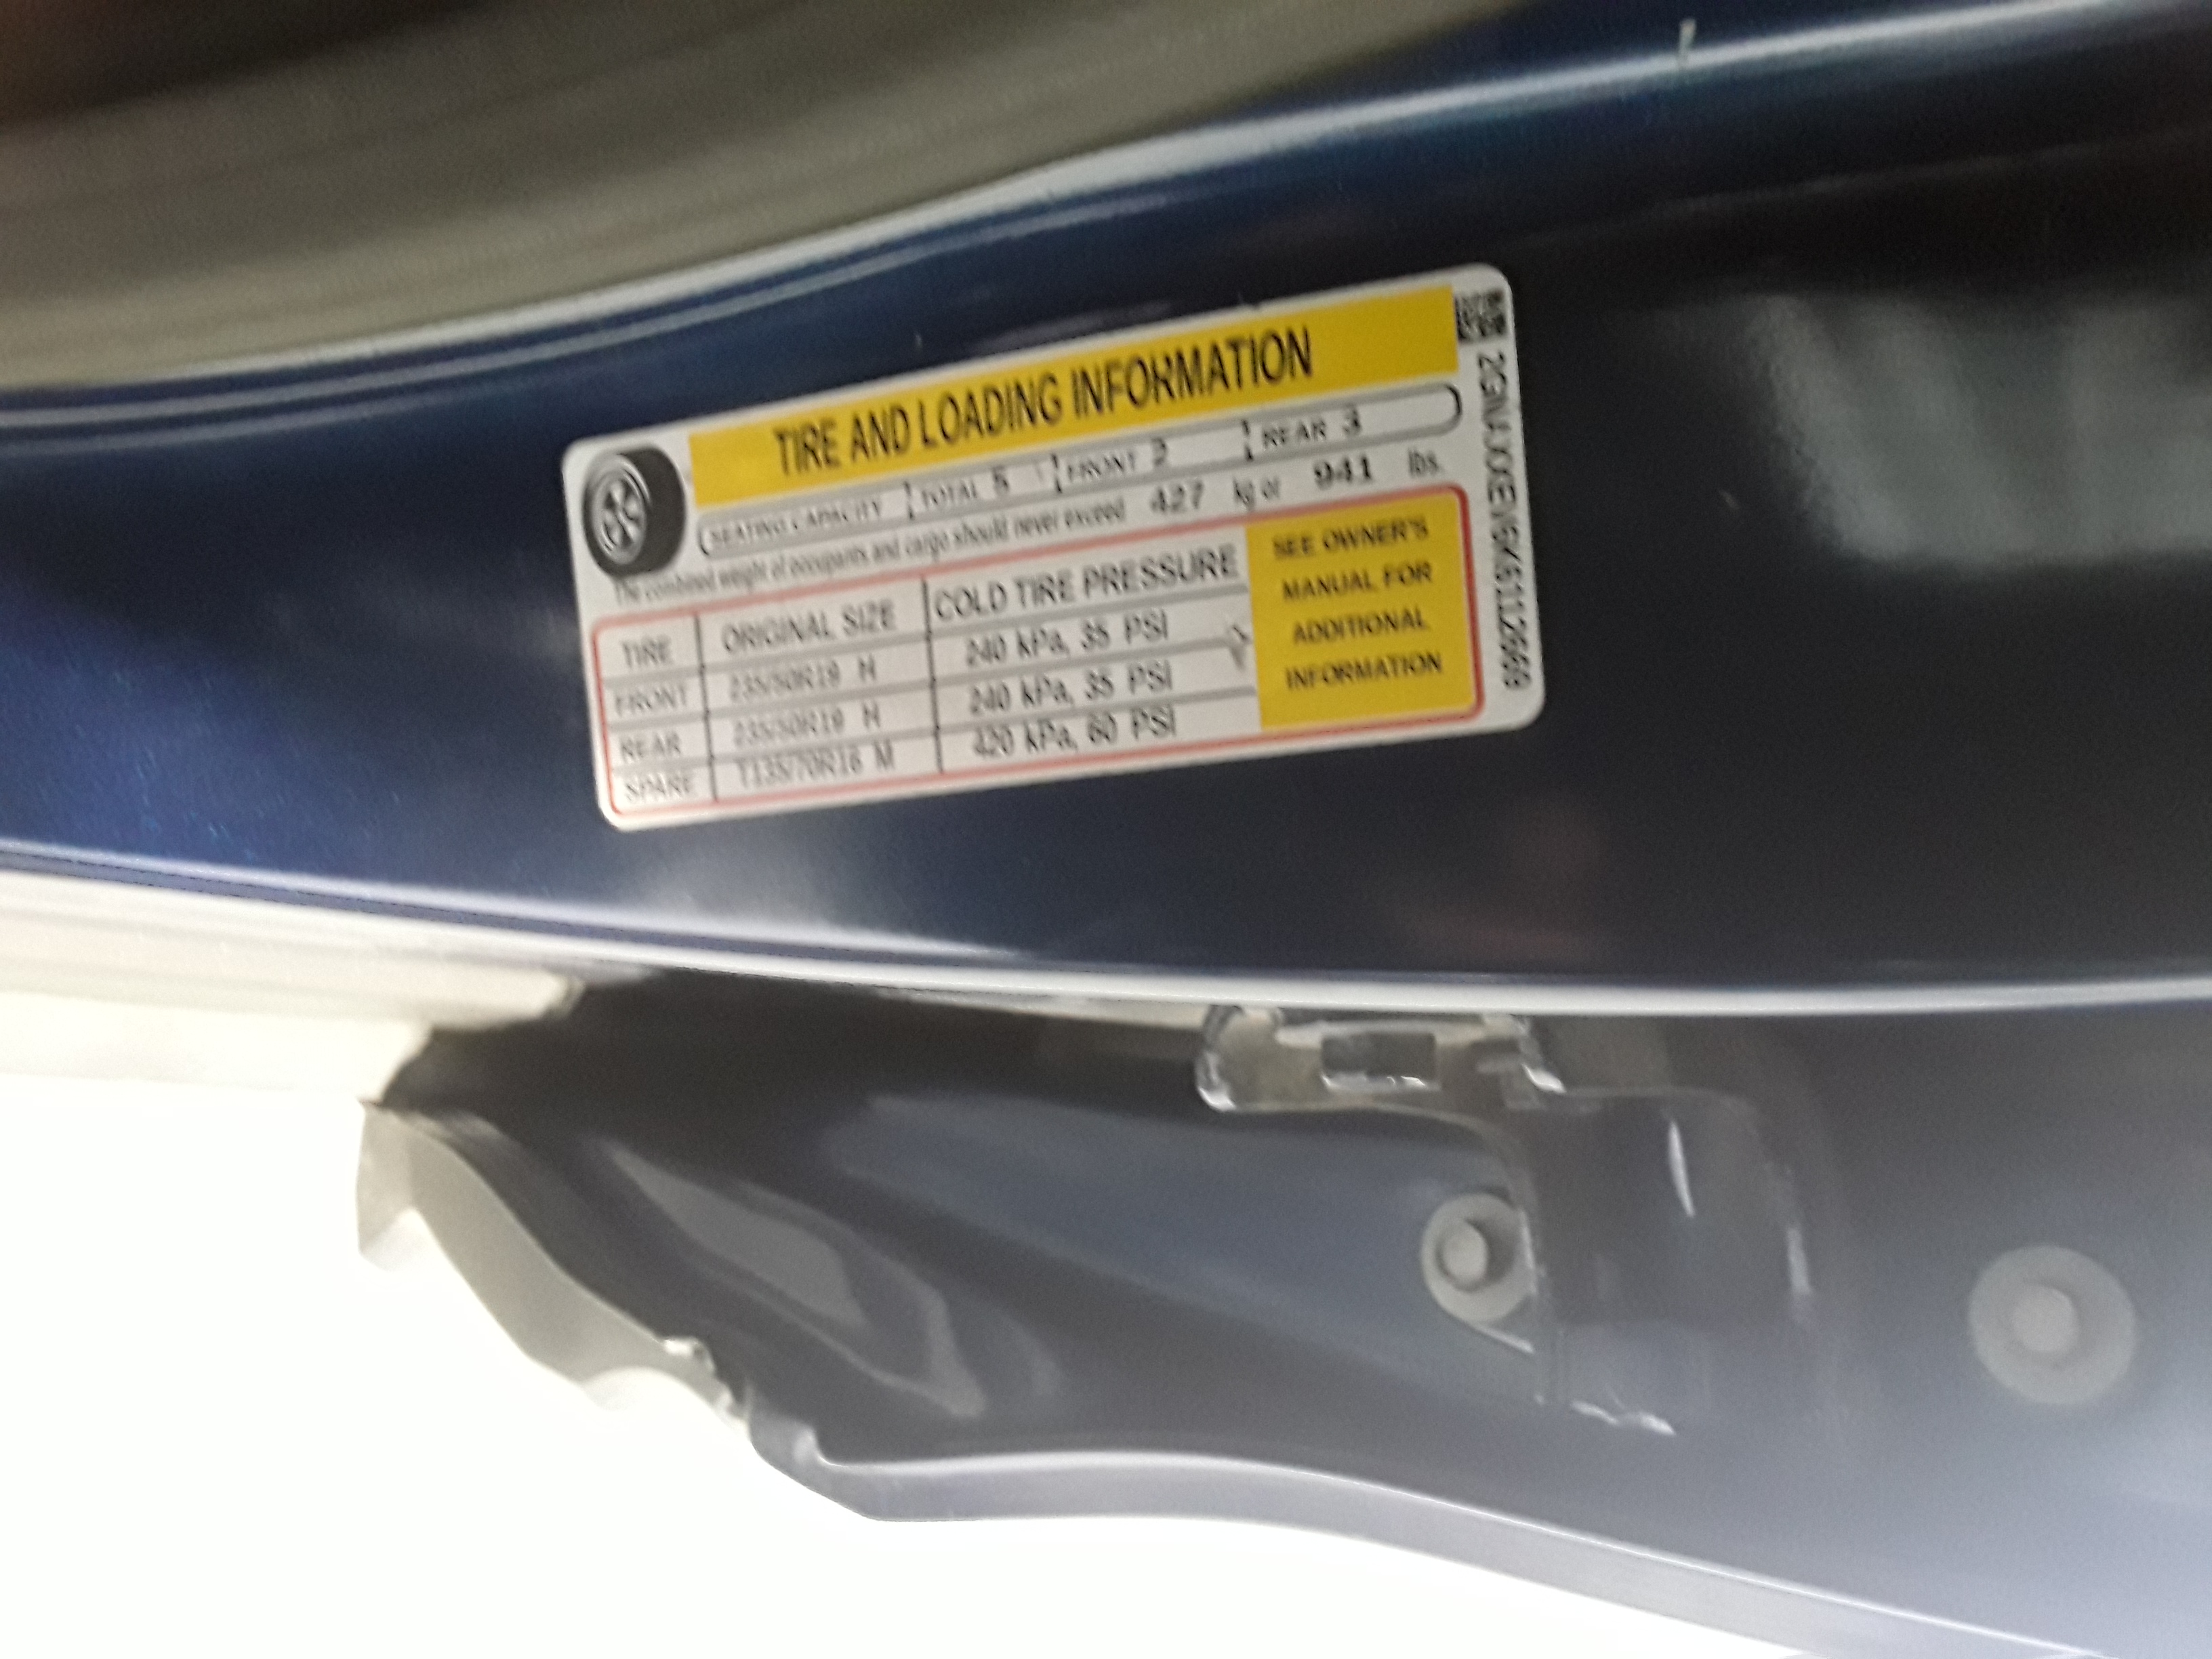 TIRE AND LOADING INFORMATION
SEATING CAPACITY TOTAL 5 FRONT 2 REAR 3
The combined weight of occupants and cargo should never exceed 427 kg or 941 lbs.
TIRE ORIGINAL SIZE COLD TIRE PRESSURE
FRONT 235/50R19 H 240 kPa, 35 PSI
REAR 235/50R19 H 240 kPa, 35 PSI
SPARE T135/70R16 M 420 kPa, 60 PSI
SEE OWNER'S
MANUAL FOR
ADDITIONAL
INFORMATION